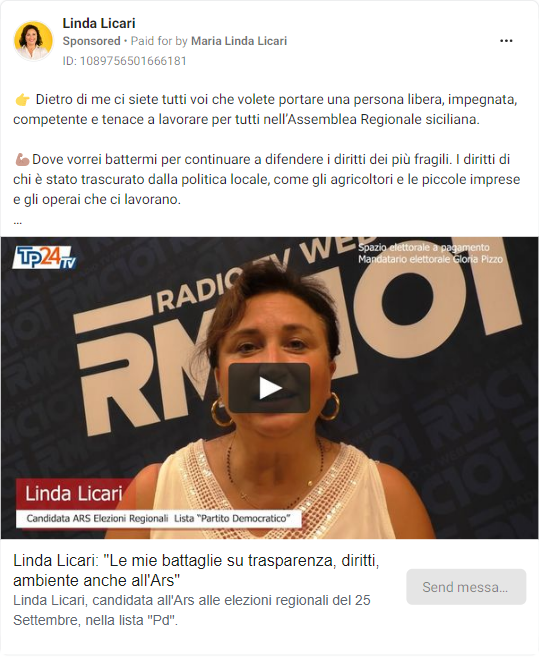 Linda Licari
Sponsored • Paid for by Maria Linda Licari
ID: 1089756501666181
👉 Dietro di me ci siete tutti voi che volete portare una persona libera, impegnata,
competente e tenace a lavorare per tutti nell'Assemblea Regionale siciliana.
💪🏽Dove vorrei battermi per continuare a difendere i diritti dei più fragili. I diritti di
chi è stato trascurato dalla politica locale, come gli agricoltori e le piccole imprese
e gli operai che ci lavorano.
...
TP24TV
Spazio elettorale a pagamento
Mandatario elettorale Gloria Pizzo
RADIO TV WEB
RMC101
Linda Licari
Candidata ARS Elezioni Regionali Lista "Partito Democratico"
Linda Licari: "Le mie battaglie su trasparenza, diritti,
ambiente anche all'Ars"
Linda Licari, candidata all'Ars alle elezioni regionali del 25
Settembre, nella lista "Pd".
Send messa...